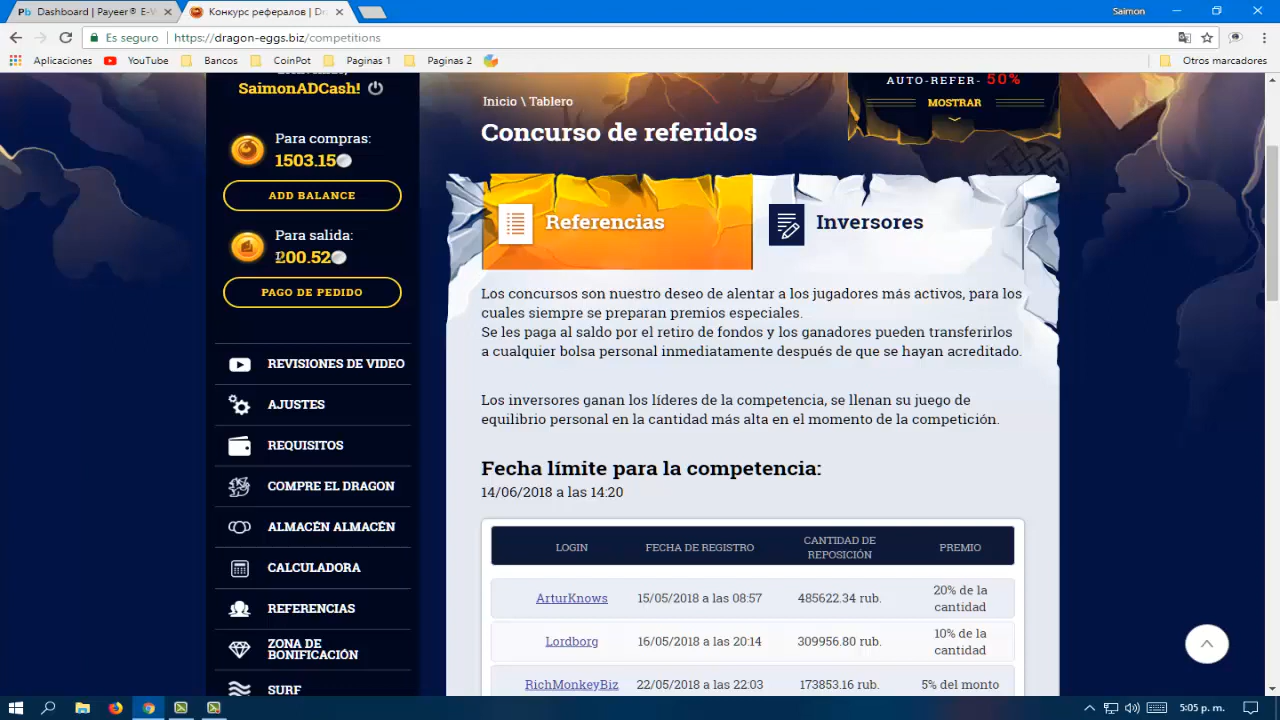 Dashboard | Payeer® E-W
Конкурс рефералов | Dra
Saimon
Es seguro
https://dragon-eggs.biz/competitions
Aplicaciones
YouTube
Bancos
CoinPot
Paginas 1
Paginas 2
Otros marcadores
SaimonADCash!
Para compras:
1503.15
ADD BALANCE
Para salida:
200.52
PAGO DE PEDIDO
REVISIONES DE VIDEO
AJUSTES
REQUISITOS
COMPRE EL DRAGON
ALMACÉN ALMACÉN
CALCULADORA
REFERENCIAS
ZONA DE
BONIFICACIÓN
SURF
AUTO-REFER- 50%
MOSTRAR
Inicio \ Tablero
Concurso de referidos
Referencias
Inversores
Los concursos son nuestro deseo de alentar a los jugadores más activos, para los
cuales siempre se preparan premios especiales.
Se les paga al saldo por el retiro de fondos y los ganadores pueden transferirlos
a cualquier bolsa personal inmediatamente después de que se hayan acreditado.
Los inversores ganan los líderes de la competencia, se llenan su juego de
equilibrio personal en la cantidad más alta en el momento de la competición.
Fecha límite para la competencia:
14/06/2018 a las 14:20
LOGIN FECHA DE REGISTRO CANTIDAD DE REPOSICIÓN PREMIO
ArturKnows 15/05/2018 a las 08:57 485622.34 rub. 20% de la cantidad
Lordborg 16/05/2018 a las 20:14 309956.80 rub. 10% de la cantidad
RichMonkeyBiz 22/05/2018 a las 22:03 173853.16 rub. 5% del monto
5:05 p. m.